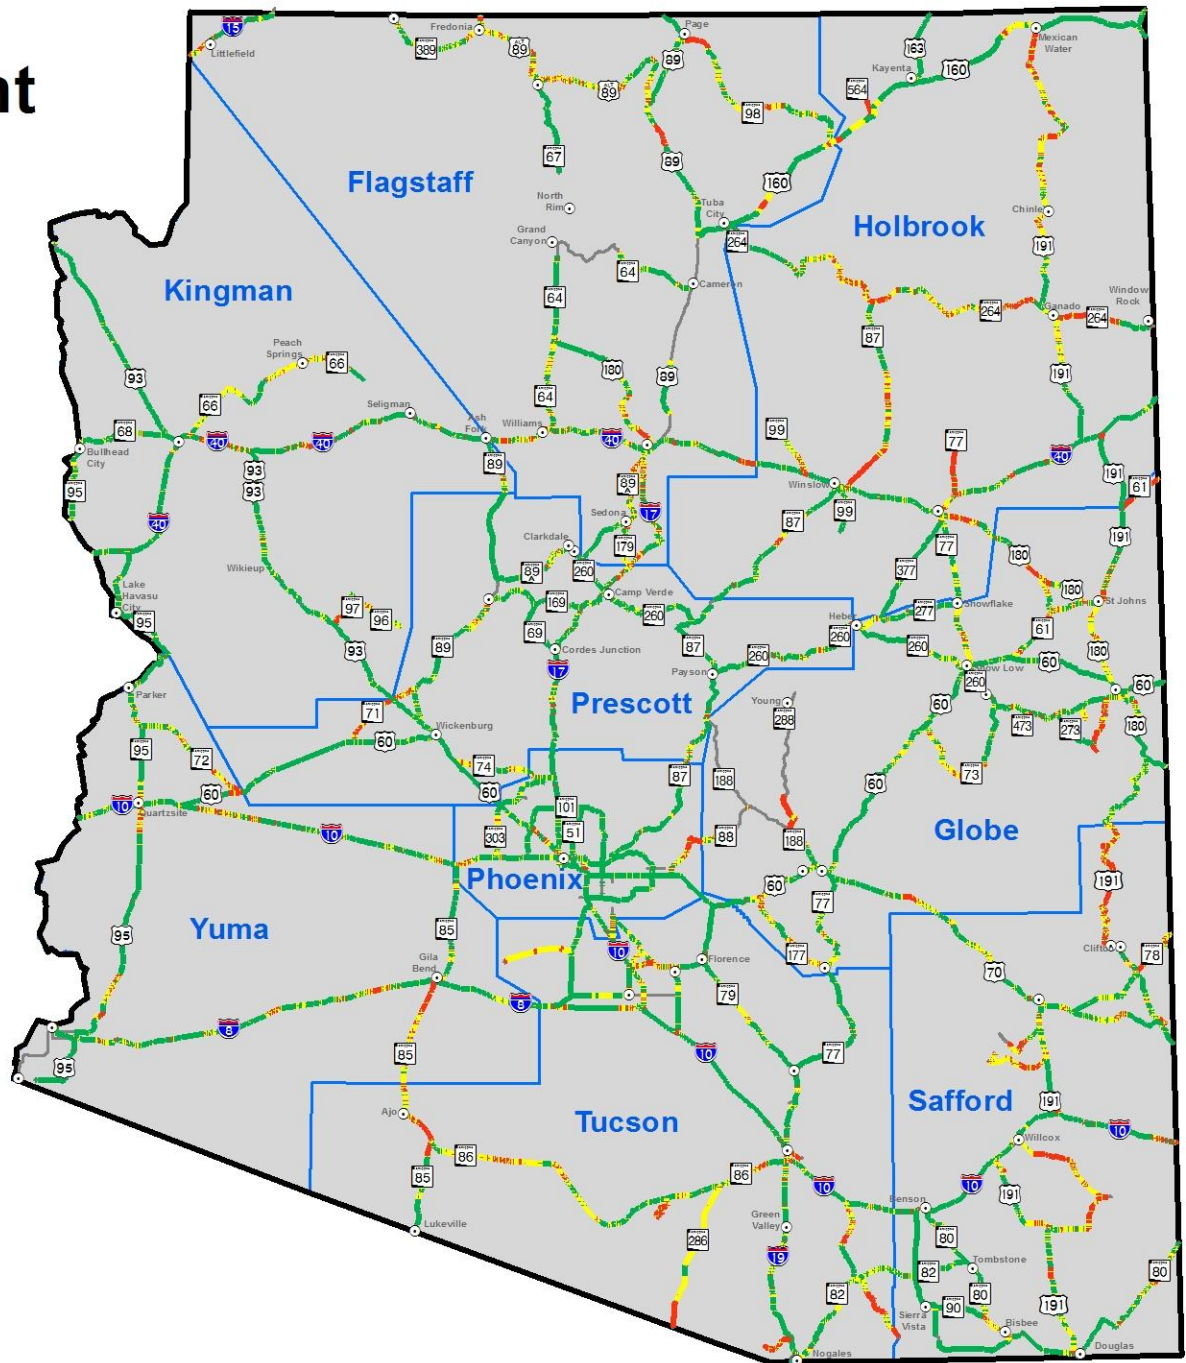 nt
15
Littlefield
Fredonia
389
ALT
89
Page
89
ALT
89
98
67
89
163
Kayenta
160
Mexican
Water
564
160
Flagstaff
North
Rim
Grand
Canyon
Tuba
City
264
Holbrook
Chinle
191
Kingman
64
64
Cameron
87
264
Ganado
264
Window
Rock
93
Peach
Springs
66
66
180
89
191
68
40
40
Seligman
Ash
Fork
Williams
64
40
99
77
40
Bullhead
City
95
93
93
89
89
A
17
Winslow
99
191
61
40
Sedona
87
Clarkdale
179
77
180
191
Wikieup
89
A
260
377
180
Lake
Havasu
City
95
97
96
169
Camp Verde
260
Heber
277
Snowflake
St Johns
61
69
93
89
87
260
260
260
180
17
Cordes Junction
Payson
Show Low
60
260
Parker
71
Prescott
Young
288
60
60
473
273
180
95
72
60
Wickenburg
74
87
188
73
60
60
10
Quartzsite
60
101
10
303
51
88
188
Globe
Phoenix
60
191
77
Yuma
95
85
10
177
Clifton
78
Gila
Bend
Florence
70
8
8
79
95
85
10
77
Ajo
Tucson
Safford
191
10
86
86
Willcox
85
10
10
191
Lukeville
286
Green
Valley
Benson
80
19
82
Tombstone
80
82
80
90
191
Sierra
Vista
Bisbee
Nogales
Douglas